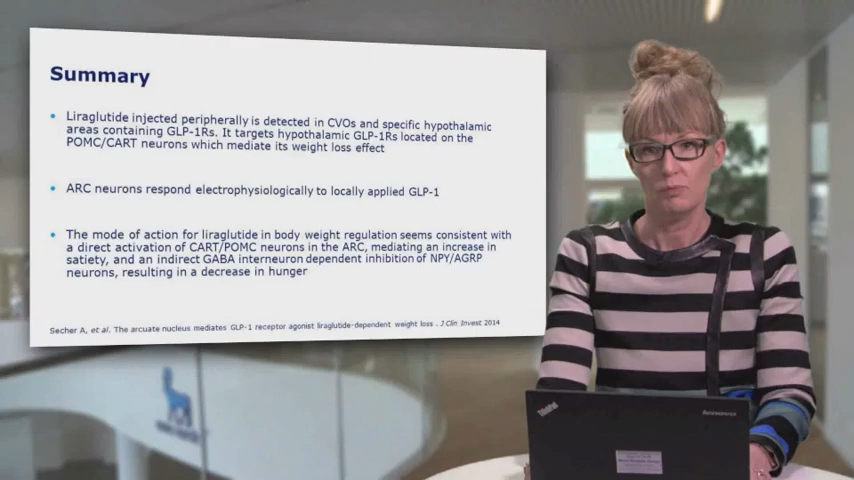 Summary
Liraglutide injected peripherally is detected in CVOs and specific hypothalamic
areas containing GLP-1Rs. It targets hypothalamic GLP-1Rs located on the
POMC/CART neurons which mediate its weight loss effect
ARC neurons respond electrophysiologically to locally applied GLP-1
The mode of action for liraglutide in body weight regulation seems consistent with
a direct activation of CART/POMC neurons in the ARC, mediating an increase in
satiety, and an indirect GABA interneuron dependent inhibition of NPY/AGRP
neurons, resulting in a decrease in hunger
Secher A, et al. The arcuate nucleus mediates GLP-1 receptor agonist liraglutide-dependent weight loss . J Clin Invest 2014
ThinkPad
lenovo